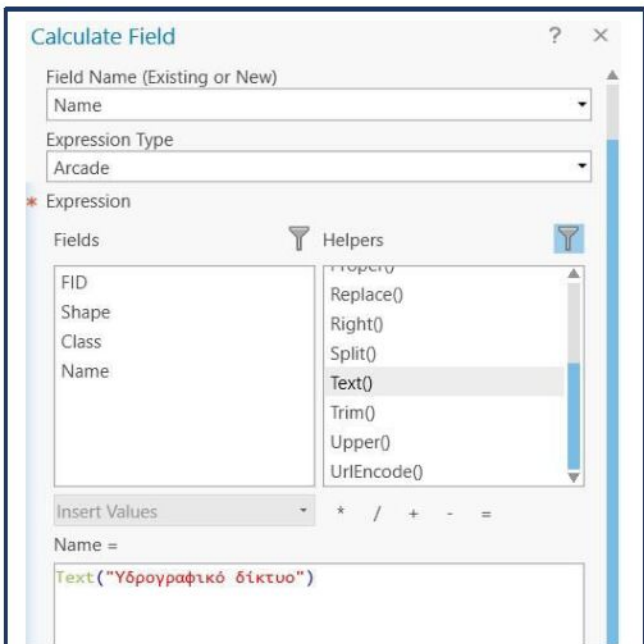 Calculate Field ? ×
Field Name (Existing or New)
Name
Expression Type
Arcade
* Expression
Fields
Helpers
FID
Shape
Class
Name
Proper()
Replace()
Right()
Split()
Text()
Trim()
Upper()
UrlEncode()
Insert Values
* / + - =
Name =
Text("Υδρογραφικό δίκτυο")